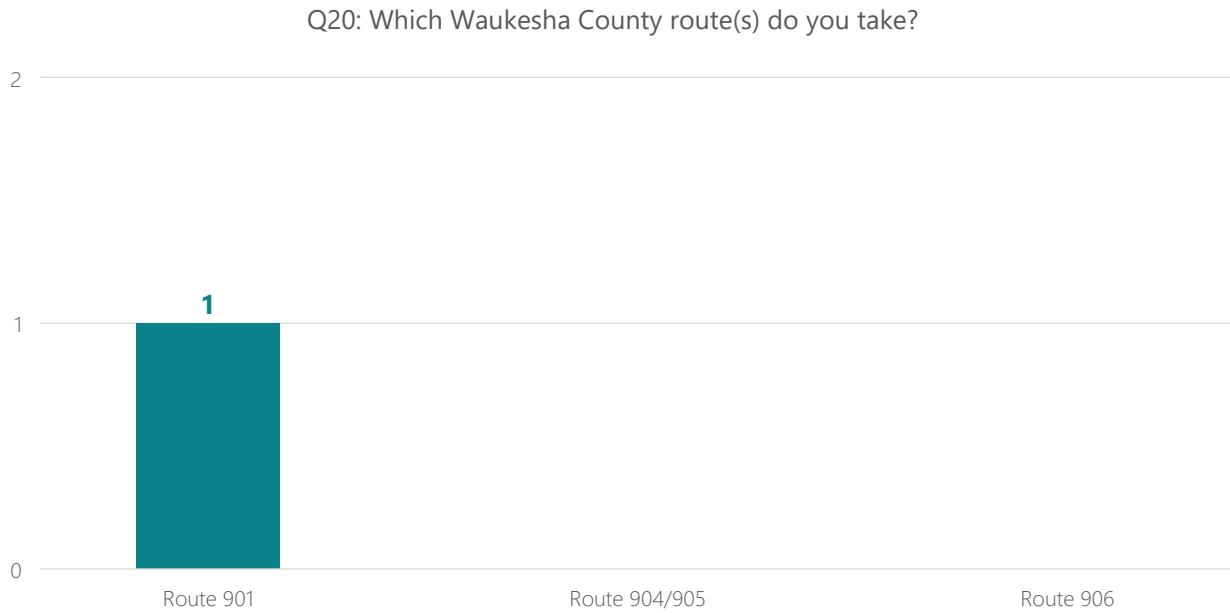 Q20: Which Waukesha County route(s) do you take?
2
1
1
0
Route 901
Route 904/905
Route 906